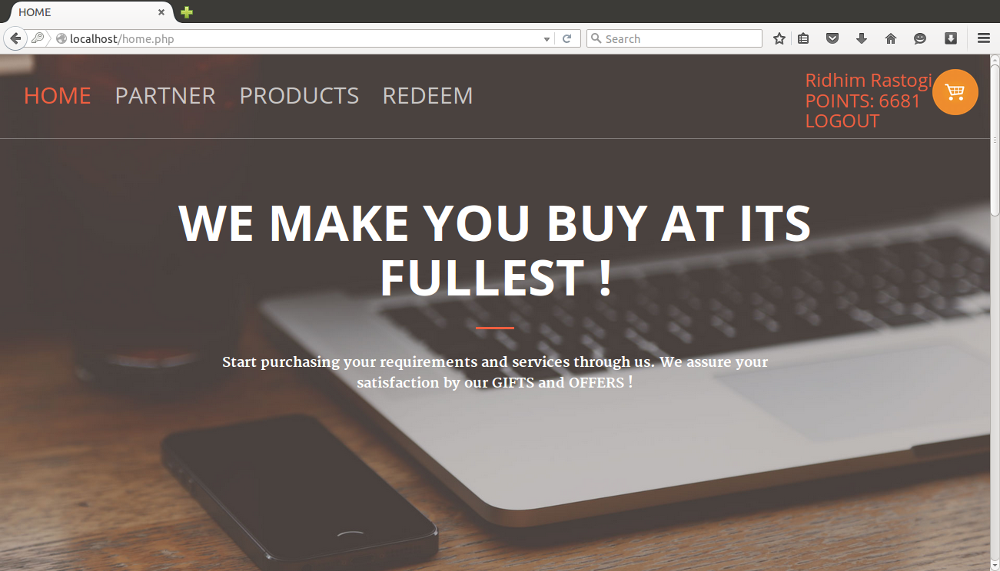 HOME
localhost/home.php
Search
HOME PARTNER PRODUCTS REDEEM
Ridhim Rastogi
POINTS: 6681
LOGOUT
WE MAKE YOU BUY AT ITS
FULLEST !
Start purchasing your requirements and services through us. We assure your
satisfaction by our GIFTS and OFFERS !